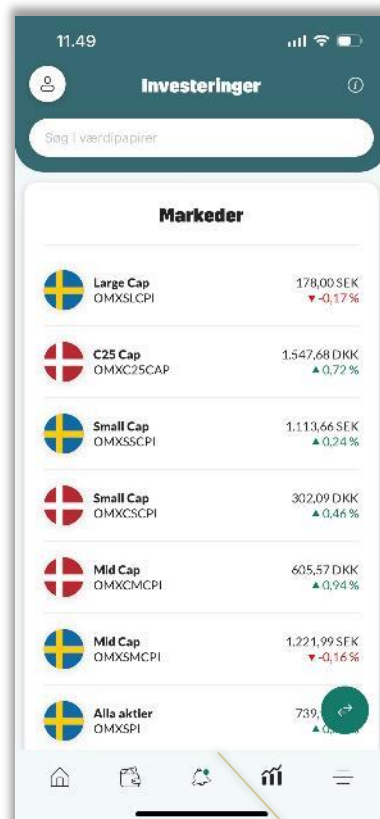 11.49
Investeringer
Søg i værdipapirer
Markeder
Large Cap 178,00 SEK
OMXSLCPI ▼ -0,17 %
C25 Cap 1.547,68 DKK
OMXC25CAP ▲ 0,72 %
Small Cap 1.113,66 SEK
OMXSSCPI ▲ 0,24 %
Small Cap 302,09 DKK
OMXCSCPI ▲ 0,46 %
Mid Cap 605,57 DKK
OMXCMCPI ▲ 0,94 %
Mid Cap 1.221,99 SEK
OMXSMCPI ▼ -0,16 %
Alla aktier 739,
OMXSPI ▲